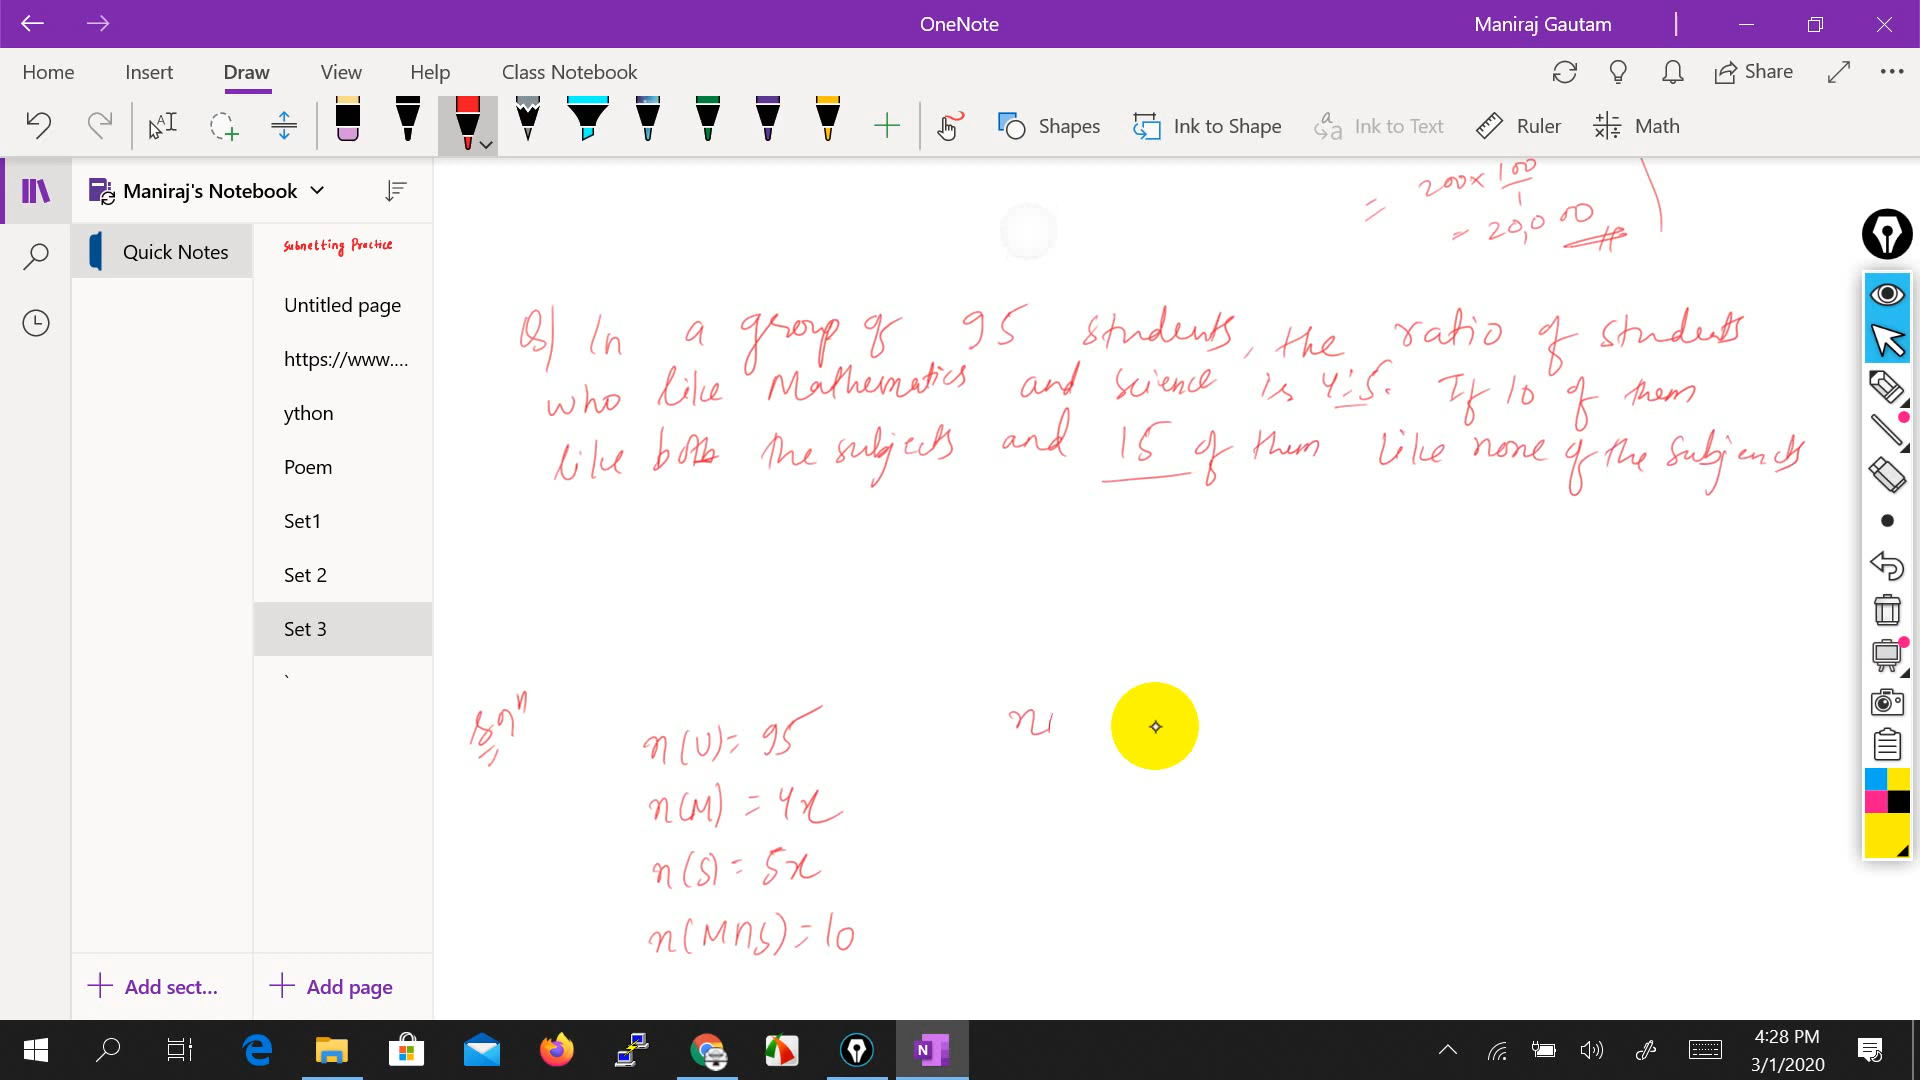 OneNote
Maniraj Gautam
Home Insert Draw View Help Class Notebook
Share
Shapes Ink to Shape Ink to Text Ruler Math
Maniraj's Notebook
Quick Notes
Subnetting Practice
Untitled page
https://www....
ython
Poem
Set1
Set 2
Set 3
`
Add sect...
Add page
= 200 × 100/1
= 20,000
Q) In a group of 95 students, the ratio of students
who like Mathematics and science is 4:5. If 10 of them
like both the subjects and 15 of them like none of the subjects
solⁿ
n(U) = 95
n(M) = 4x
n(S) = 5x
n(M∩S) = 10
n(
4:28 PM
3/1/2020